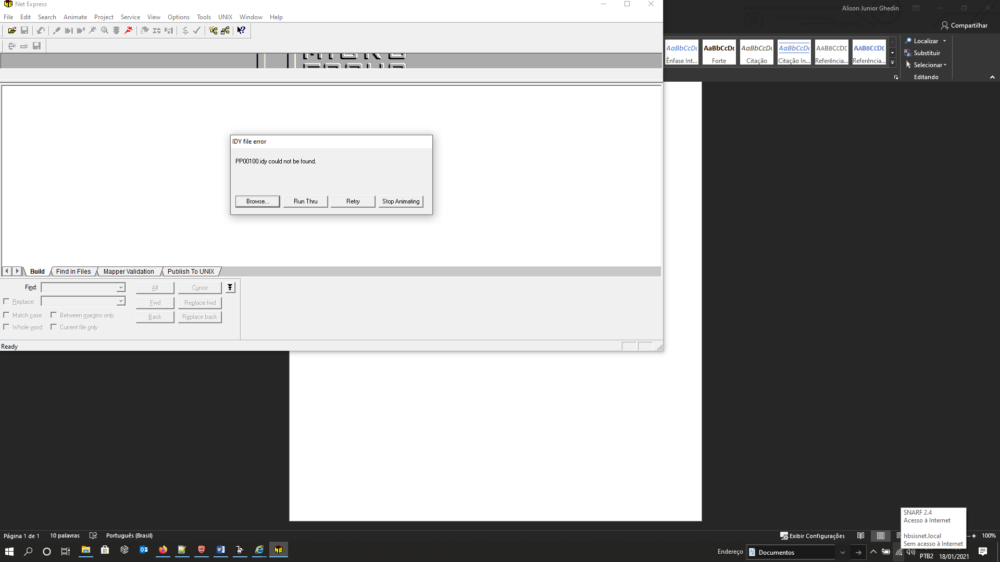 Net Express
File Edit Search Animate Project Service View Options Tools UNIX Window Help
IDY file error
PP00100.idy could not be found.
Browse... Run Thru Retry Stop Animating
Build Find in Files Mapper Validation Publish To UNIX
Find: All Cursor
Replace: Fwd Replace fwd
Match case Between margins only Back Replace back
Whole word Current file only
Ready
Alison Junior Ghedin
Compartilhar
AaBbCcDc AaBbCcDc AaBbCcDc AaBbCcDc AABBCCDE AABBCCDE
Ênfase Int... Forte Citação Citação In... Referência... Referência...
Localizar
Substituir
Selecionar
Editando
SNARF 2.4
Acesso à Internet
hbsisnet.local
Sem acesso à Internet
Página 1 de 1 10 palavras Português (Brasil) Exibir Configurações 100%
Endereço Documentos
PTB2 18/01/2021